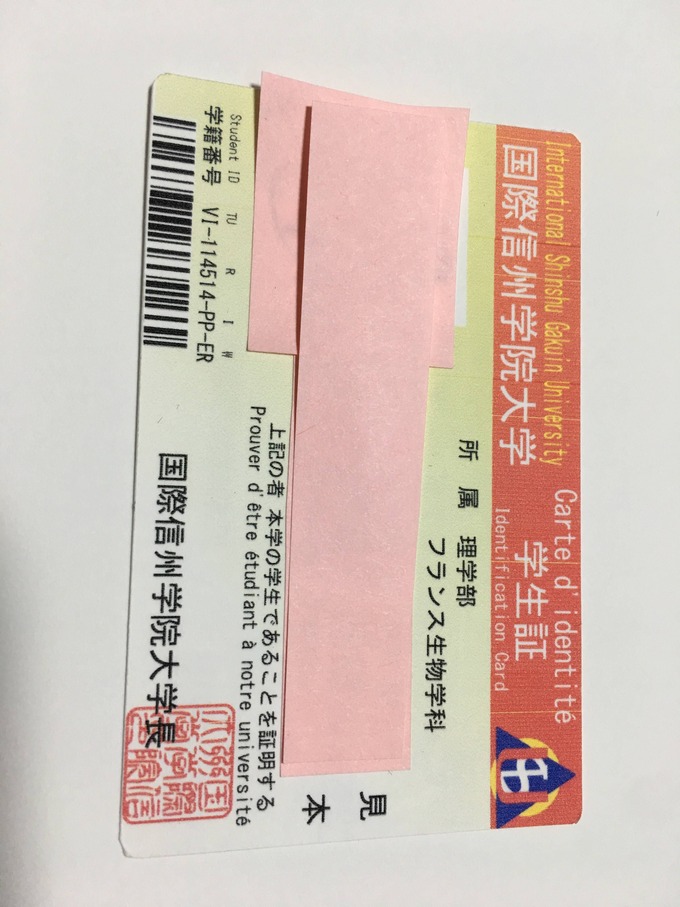 International Shinshu Gakuin University
国際信州学院大学
Carte d'identité
学生証
Identification Card
所属 理学部
フランス生物学科
見本
上記の者 本学の学生であることを証明する
Prouver d'être étudiant à notre université
Student ID TU R I W
学籍番号 VI-114514-PP-ER
国際信州学院大学長